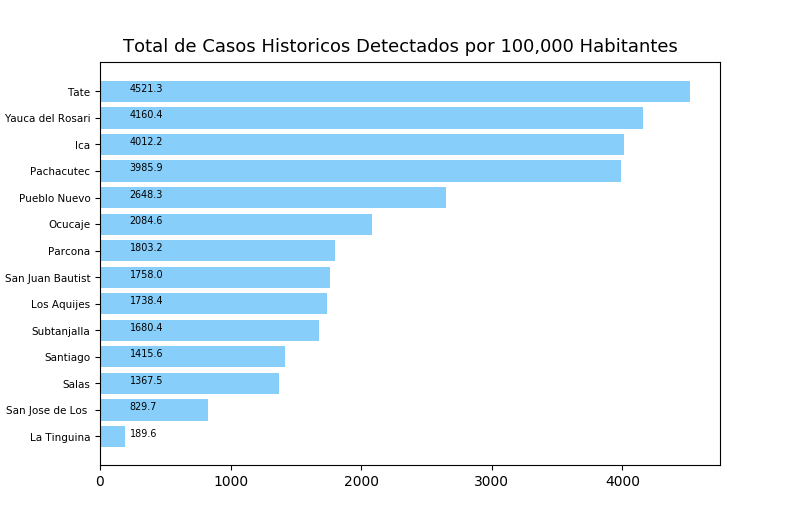 Total de Casos Historicos Detectados por 100,000 Habitantes
Tate 4521.3
Yauca del Rosari 4160.4
Ica 4012.2
Pachacutec 3985.9
Pueblo Nuevo 2648.3
Ocucaje 2084.6
Parcona 1803.2
San Juan Bautist 1758.0
Los Aquijes 1738.4
Subtanjalla 1680.4
Santiago 1415.6
Salas 1367.5
San Jose de Los 829.7
La Tinguina 189.6
0 1000 2000 3000 4000